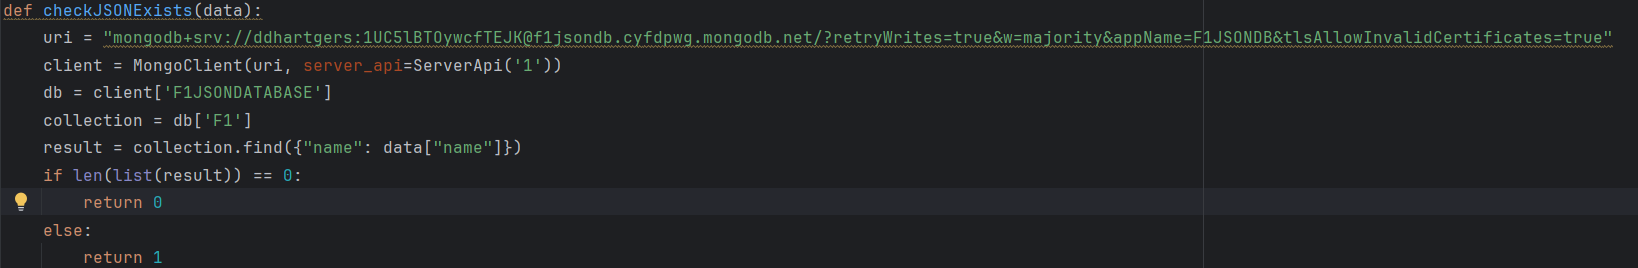 def checkJSONExists(data):
    uri = "mongodb+srv://ddhartgers:1UC5lBTOywcfTEJK@f1jsondb.cyfdpwg.mongodb.net/?retryWrites=true&w=majority&appName=F1JSONDB&tlsAllowInvalidCertificates=true"
    client = MongoClient(uri, server_api=ServerApi('1'))
    db = client['F1JSONDATABASE']
    collection = db['F1']
    result = collection.find({"name": data["name"]})
    if len(list(result)) == 0:
        return 0
    else:
        return 1